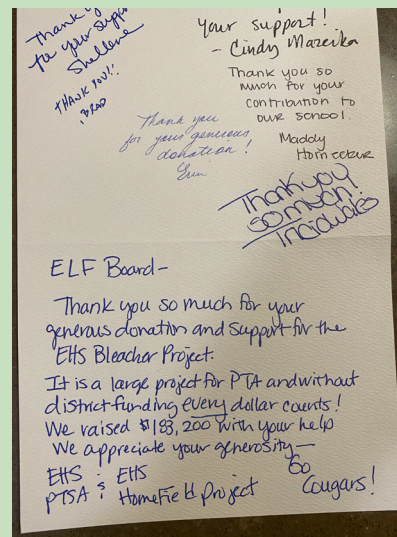 Thank you
for your support
Shellene
THANK YOU!!
BRAD
your support!
- Cindy Mazeika
Thank you so
much for your
contribution to
our school.
Maddy
Thank you
for your generous
donation!
Erin
Thank you
so much!
ELF Board-
Thank you so much for your
generous donation and support for the
EHS Bleacher Project.
It is a large project for PTA and without
district funding every dollar counts!
We raised $183,200 with your help
We appreciate your generosity-
Go
Cougars!
EHS : EHS
PTSA & HomeField Project